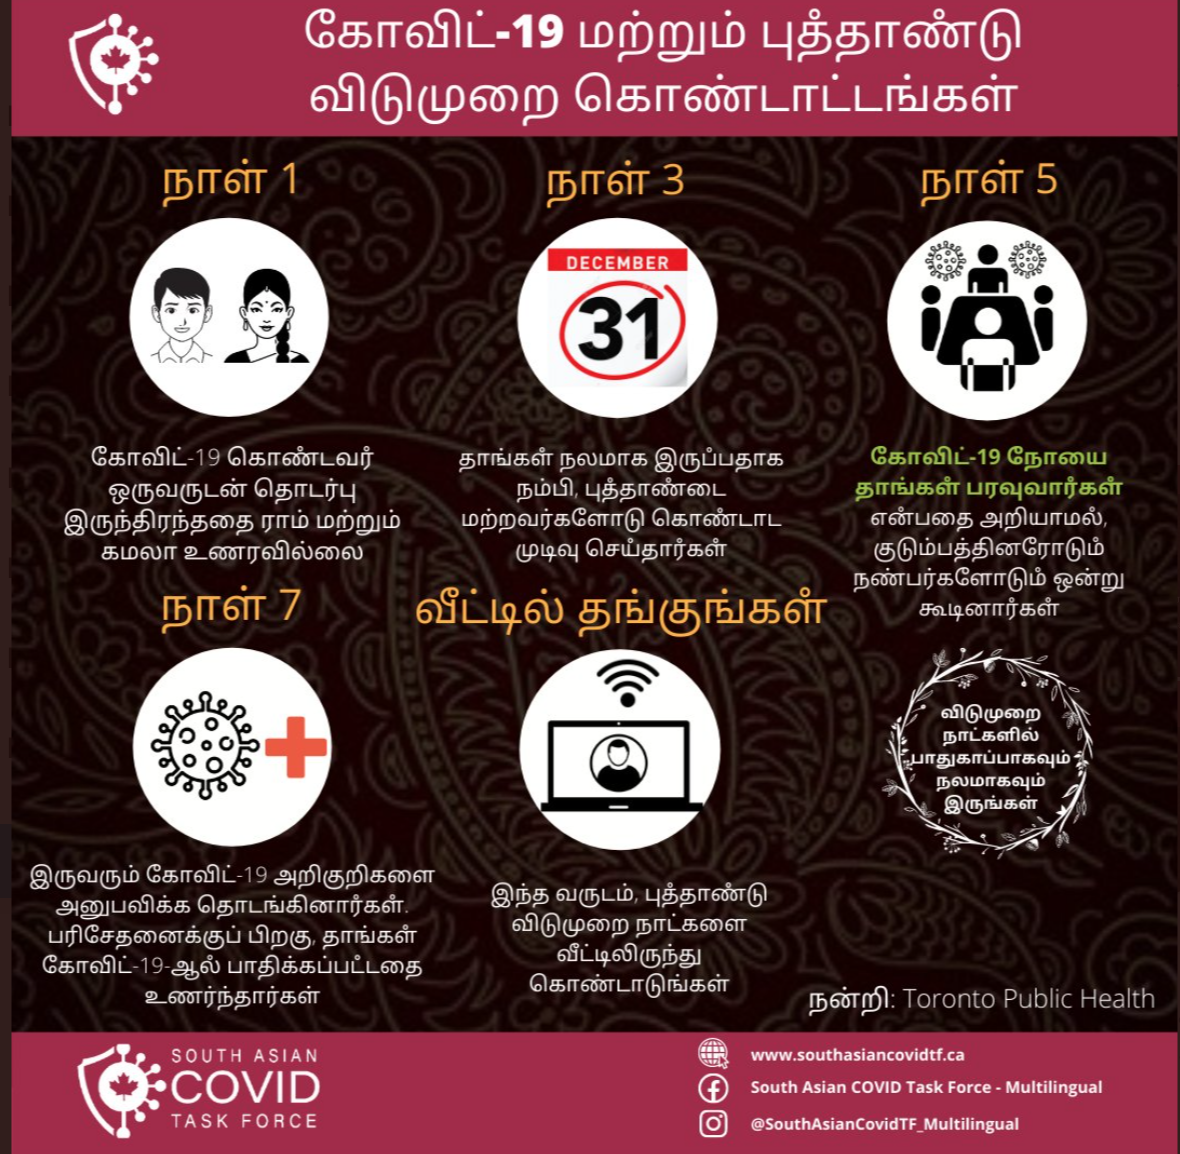 கோவிட்-19 மற்றும் புத்தாண்டு
விடுமுறை கொண்டாட்டங்கள்
நாள் 1
கோவிட்-19 கொண்டவர்
ஒருவருடன் தொடர்பு
இருந்திரந்ததை ராம் மற்றும்
கமலா உணரவில்லை
நாள் 3
DECEMBER
31
தாங்கள் நலமாக இருப்பதாக
நம்பி, புத்தாண்டை
மற்றவர்களோடு கொண்டாட
முடிவு செய்தார்கள்
நாள் 5
கோவிட்-19 நோயை
தாங்கள் பரவுவார்கள்
என்பதை அறியாமல்,
குடும்பத்தினரோடும்
நண்பர்களோடும் ஒன்று
கூடினார்கள்
நாள் 7
இருவரும் கோவிட்-19 அறிகுறிகளை
அனுபவிக்க தொடங்கினார்கள்.
பரிசேதனைக்குப் பிறகு, தாங்கள்
கோவிட்-19-ஆல் பாதிக்கப்பட்டதை
உணர்ந்தார்கள்
வீட்டில் தங்குங்கள்
இந்த வருடம், புத்தாண்டு
விடுமுறை நாட்களை
வீட்டிலிருந்து
கொண்டாடுங்கள்
விடுமுறை
நாட்களில்
பாதுகாப்பாகவும்
நலமாகவும்
இருங்கள்
நன்றி: Toronto Public Health
SOUTH ASIAN
COVID
TASK FORCE
www.southasiancovidtf.ca
South Asian COVID Task Force - Multilingual
@SouthAsianCovidTF_Multilingual